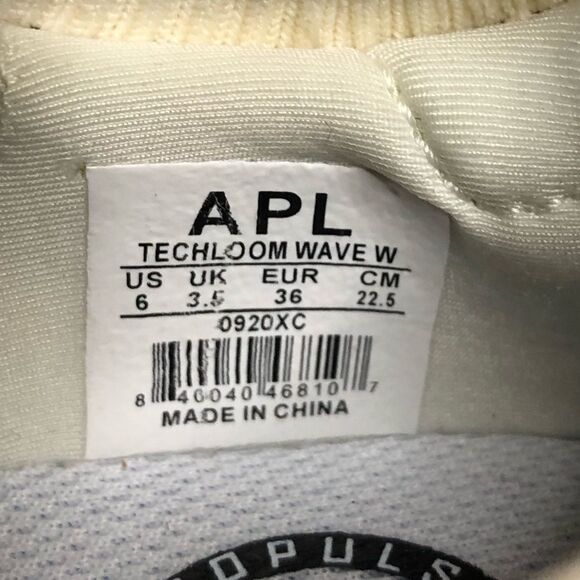 APL
TECHLOOM WAVE W
US UK EUR CM
6 3.5 36 22.5
0920XC
8 40040 46810 7
MADE IN CHINA
OPULS